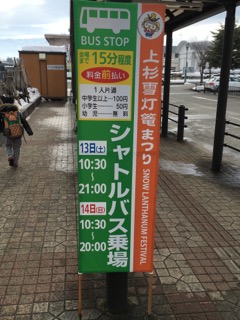 BUS STOP
15分程度
料金前払い
1人片道
中学生以上…100円
小学生……50円
幼児……無料
シャトルバス乗場
13日(土)
10:30
〜
21:00
14日(日)
10:30
〜
20:00
上杉雪灯篭まつり
SNOW LANTHANUM FESTIVAL